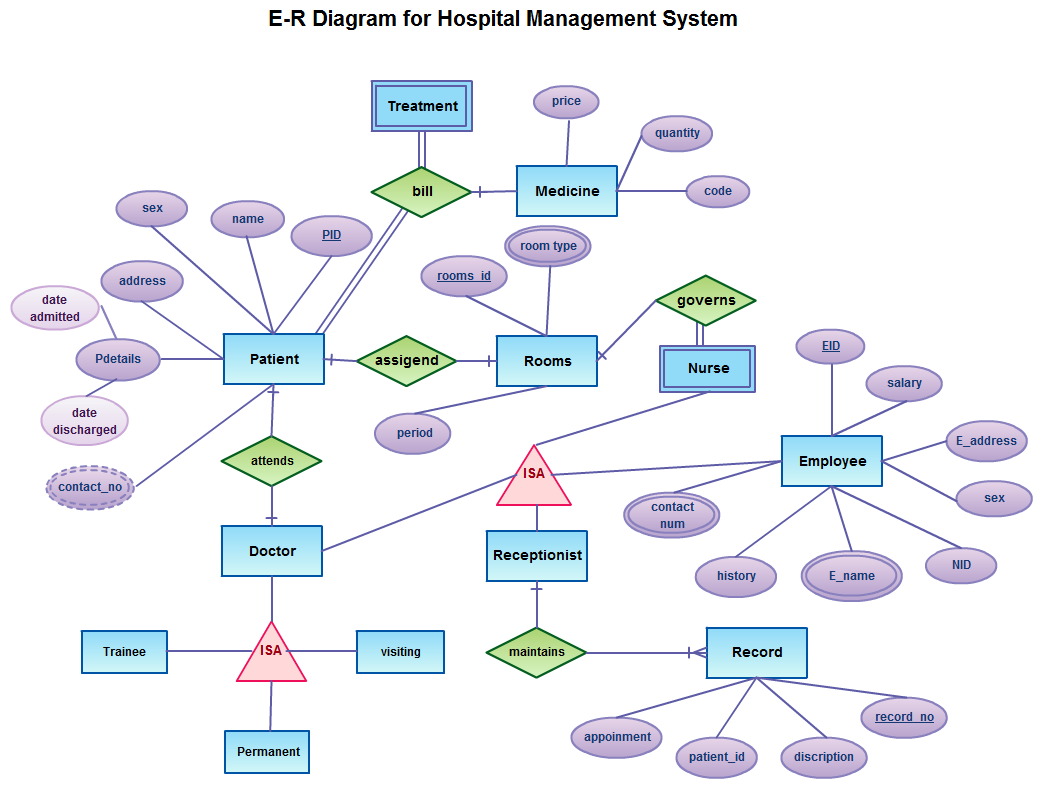 E-R Diagram for Hospital Management System
Treatment
price
quantity
bill
Medicine
code
sex
name
PID
room type
rooms_id
address
date
admitted
governs
Pdetails
Patient
assigend
Rooms
Nurse
EID
salary
date
discharged
period
E_address
attends
ISA
Employee
contact_no
contact
num
sex
Doctor
Receptionist
history
E_name
NID
Trainee
ISA
visiting
maintains
Record
Permanent
appoinment
patient_id
discription
record_no